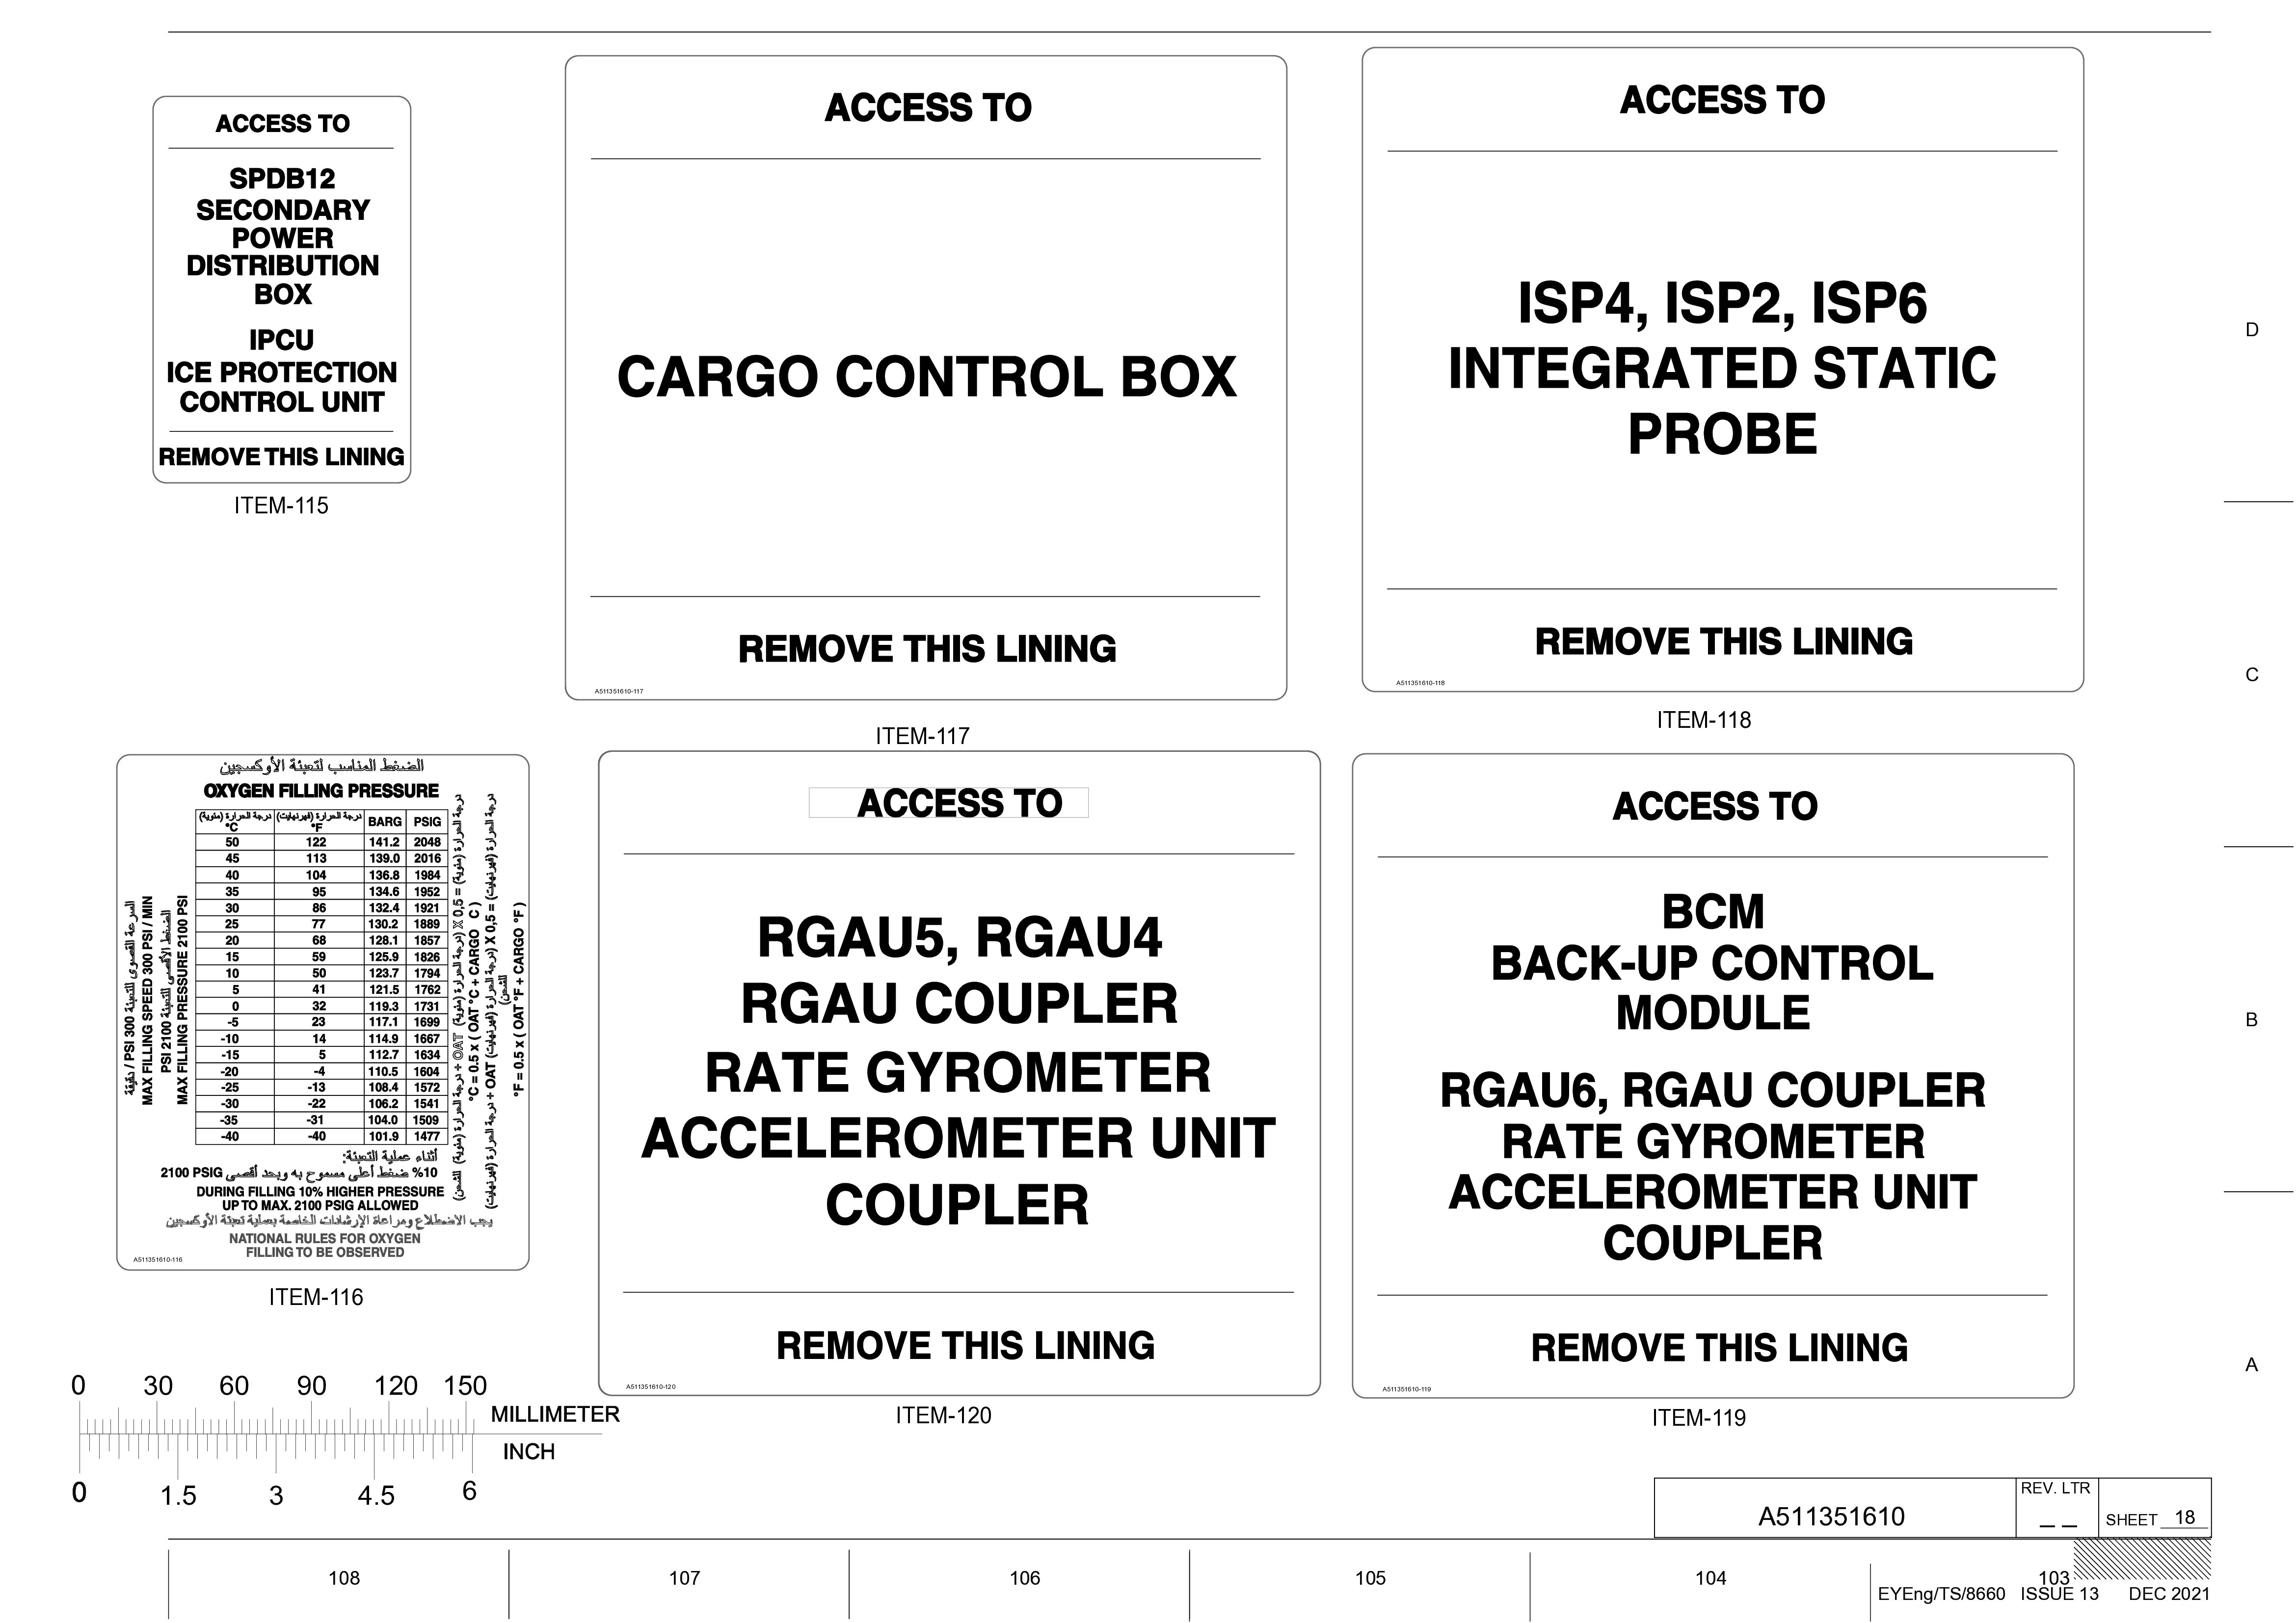 ACCESS TO
SPDB12
SECONDARY
POWER
DISTRIBUTION
BOX
IPCU
ICE PROTECTION
CONTROL UNIT
REMOVE THIS LINING
ITEM-115
ACCESS TO
CARGO CONTROL BOX
REMOVE THIS LINING
A511351610-117
ITEM-117
ACCESS TO
ISP4, ISP2, ISP6
INTEGRATED STATIC
PROBE
REMOVE THIS LINING
A511351610-118
ITEM-118
D
C
B
A
الضغط المناسب لتعبئة الأوكسجين
OXYGEN FILLING PRESSURE
درجة الحرارة (مئوية) °C درجة الحرارة (فهرنهايت) °F BARG PSIG
50 122 141.2 2048
45 113 139.0 2016
40 104 136.8 1984
35 95 134.6 1952
30 86 132.4 1921
25 77 130.2 1889
20 68 128.1 1857
15 59 125.9 1826
10 50 123.7 1794
5 41 121.5 1762
0 32 119.3 1731
-5 23 117.1 1699
-10 14 114.9 1667
-15 5 112.7 1634
-20 -4 110.5 1604
-25 -13 108.4 1572
-30 -22 106.2 1541
-35 -31 104.0 1509
-40 -40 101.9 1477
السرعة القصوى للتعبئة 300 PSI / دقيقة
MAX FILLING SPEED 300 PSI / MIN
الضغط الأقصى للتعبئة 2100 PSI
MAX FILLING PRESSURE 2100 PSI
درجة الحرارة (مئوية) = 0,5 X (درجة الحرارة (مئوية) OAT + درجة الحرارة (مئوية) للشحن)
°C = 0.5 x ( OAT °C + CARGO C )
درجة الحرارة (فهرنهايت) = 0,5 X (درجة الحرارة (فهرنهايت) OAT + درجة الحرارة (فهرنهايت) للشحن)
°F = 0.5 x ( OAT °F + CARGO °F )
أثناء عملية التعبئة:
10% ضغط أعلى مسموح به وبحد أقصى 2100 PSIG
DURING FILLING 10% HIGHER PRESSURE
UP TO MAX. 2100 PSIG ALLOWED
يجب الاضطلاع ومراعاة الإرشادات الخاصة بعملية تعبئة الأوكسجين
NATIONAL RULES FOR OXYGEN
FILLING TO BE OBSERVED
A511351610-116
ITEM-116
ACCESS TO
RGAU5, RGAU4
RGAU COUPLER
RATE GYROMETER
ACCELEROMETER UNIT
COUPLER
REMOVE THIS LINING
A511351610-120
ITEM-120
ACCESS TO
BCM
BACK-UP CONTROL
MODULE
RGAU6, RGAU COUPLER
RATE GYROMETER
ACCELEROMETER UNIT
COUPLER
REMOVE THIS LINING
A511351610-119
ITEM-119
0 30 60 90 120 150
MILLIMETER
INCH
0 1.5 3 4.5 6
A511351610
REV. LTR
_ _
SHEET 18
108 107 106 105 104 103
EYEng/TS/8660 ISSUE 13 DEC 2021